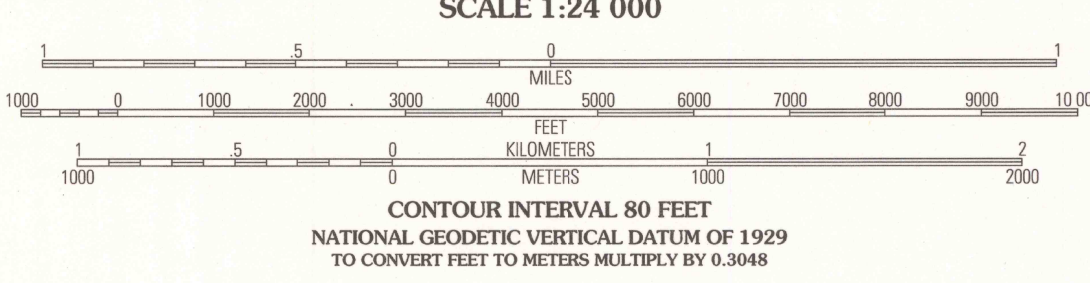 SCALE 1:24 000
1 .5 0 1
MILES
1000 0 1000 2000 3000 4000 5000 6000 7000 8000 9000 10 00
FEET
1 .5 0 KILOMETERS 1 2
1000 0 METERS 1000 2000
CONTOUR INTERVAL 80 FEET
NATIONAL GEODETIC VERTICAL DATUM OF 1929
TO CONVERT FEET TO METERS MULTIPLY BY 0.3048